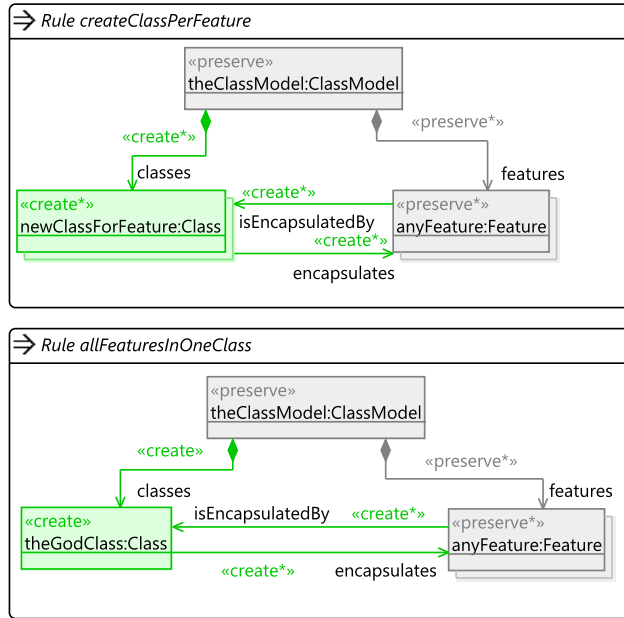 Rule createClassPerFeature
«preserve»
theClassModel:ClassModel
«create*»
«preserve*»
classes
features
«create*»
newClassForFeature:Class
«create*»
isEncapsulatedBy
«create*»
encapsulates
«preserve*»
anyFeature:Feature
Rule allFeaturesInOneClass
«preserve»
theClassModel:ClassModel
«create»
«preserve*»
classes
features
«create»
theGodClass:Class
isEncapsulatedBy
«create*»
«create*»
encapsulates
«preserve*»
anyFeature:Feature